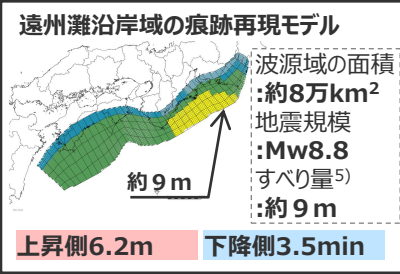 遠州灘沿岸域の痕跡再現モデル
波源域の面積
:約8万km²
地震規模
:Mw8.8
すべり量⁵⁾
:約９ｍ
約９ｍ
上昇側6.2m
下降側3.5min